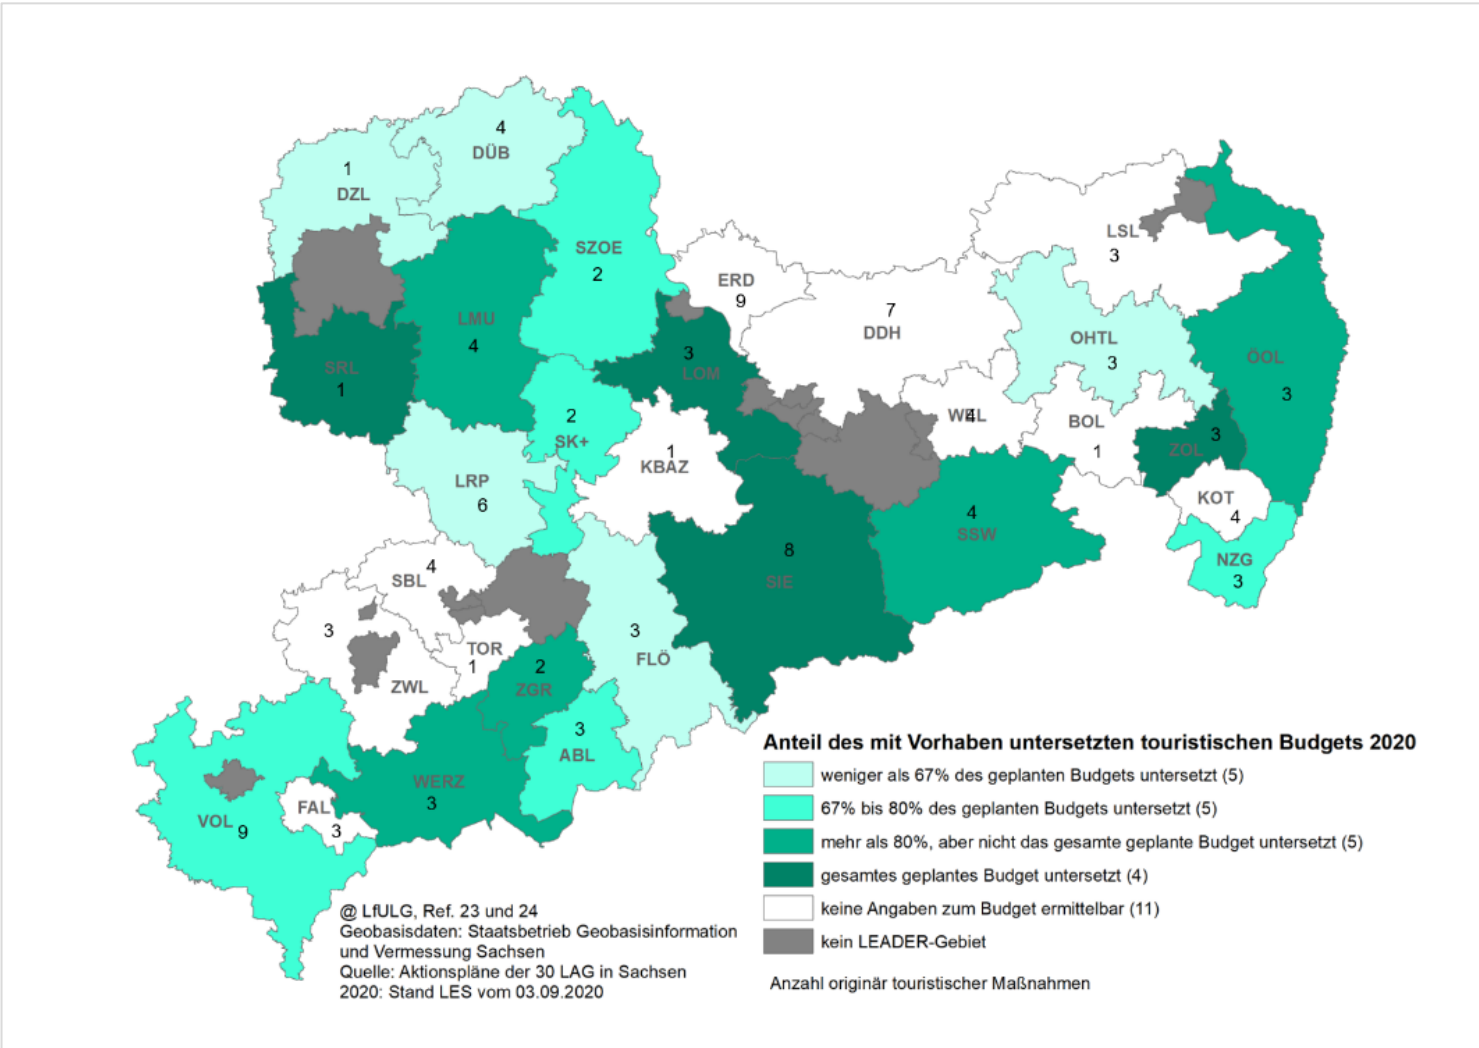 4
DÜB
1
DZL
SZOE
2
LSL
3
ERD
9
7
DDH
LMU
4
OHTL
3
ÖOL
3
SRL
1
3
LOM
2
SK+
WEL
4
BOL
1
3
ZOL
1
KBAZ
LRP
6
KOT
4
4
SSW
8
SIE
NZG
3
4
SBL
3
ZWL
TOR
1
2
ZGR
3
FLÖ
3
ABL
WERZ
3
FAL
3
VOL
9
Anteil des mit Vorhaben untersetzten touristischen Budgets 2020
weniger als 67% des geplanten Budgets untersetzt (5)
67% bis 80% des geplanten Budgets untersetzt (5)
mehr als 80%, aber nicht das gesamte geplante Budget untersetzt (5)
gesamtes geplantes Budget untersetzt (4)
keine Angaben zum Budget ermittelbar (11)
kein LEADER-Gebiet
Anzahl originär touristischer Maßnahmen
@ LfULG, Ref. 23 und 24
Geobasisdaten: Staatsbetrieb Geobasisinformation
und Vermessung Sachsen
Quelle: Aktionspläne der 30 LAG in Sachsen
2020: Stand LES vom 03.09.2020